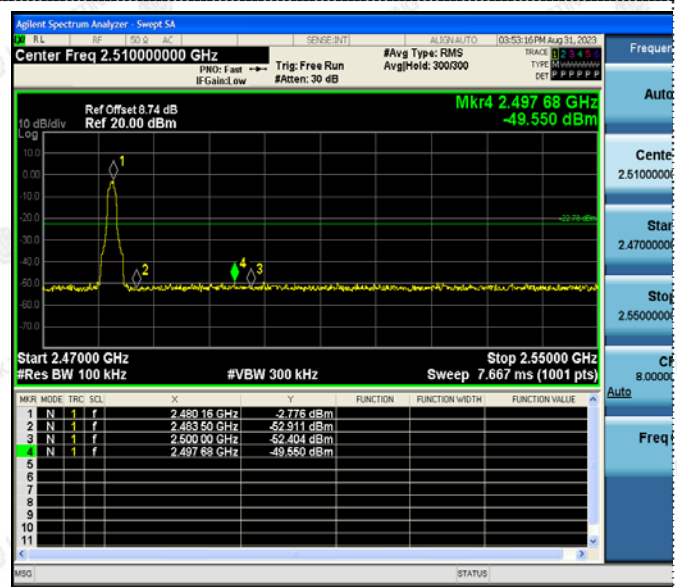 Agilent Spectrum Analyzer - Swept SA
RL RF 50 Ω AC SENSE:INT ALIGN AUTO 03:53:16PM Aug 31, 2023
Center Freq 2.510000000 GHz #Avg Type: RMS TRACE 1 2 3 4 5 6
PNO: Fast Trig: Free Run Avg|Hold: 300/300 TYPE M
IFGain:Low #Atten: 30 dB DET P P P P P P
Mkr4 2.497 68 GHz
-49.550 dBm
Ref Offset 8.74 dB
10 dB/div Ref 20.00 dBm
Log
10.0
0.00
-10.0
-20.0
-30.0
-40.0
-50.0
-60.0
-70.0
1
2
4
3
-22.78 dBm
Start 2.47000 GHz Stop 2.55000 GHz
#Res BW 100 kHz #VBW 300 kHz Sweep 7.667 ms (1001 pts)
MKR MODE TRC SCL X Y FUNCTION FUNCTION WIDTH FUNCTION VALUE
1 N 1 f 2.480 16 GHz -2.776 dBm
2 N 1 f 2.483 50 GHz -52.911 dBm
3 N 1 f 2.500 00 GHz -52.404 dBm
4 N 1 f 2.497 68 GHz -49.550 dBm
5
6
7
8
9
10
11
MSG STATUS
Frequen
Auto
Cente
2.51000000
Star
2.47000000
Stop
2.55000000
CF
8.00000
Auto
Freq